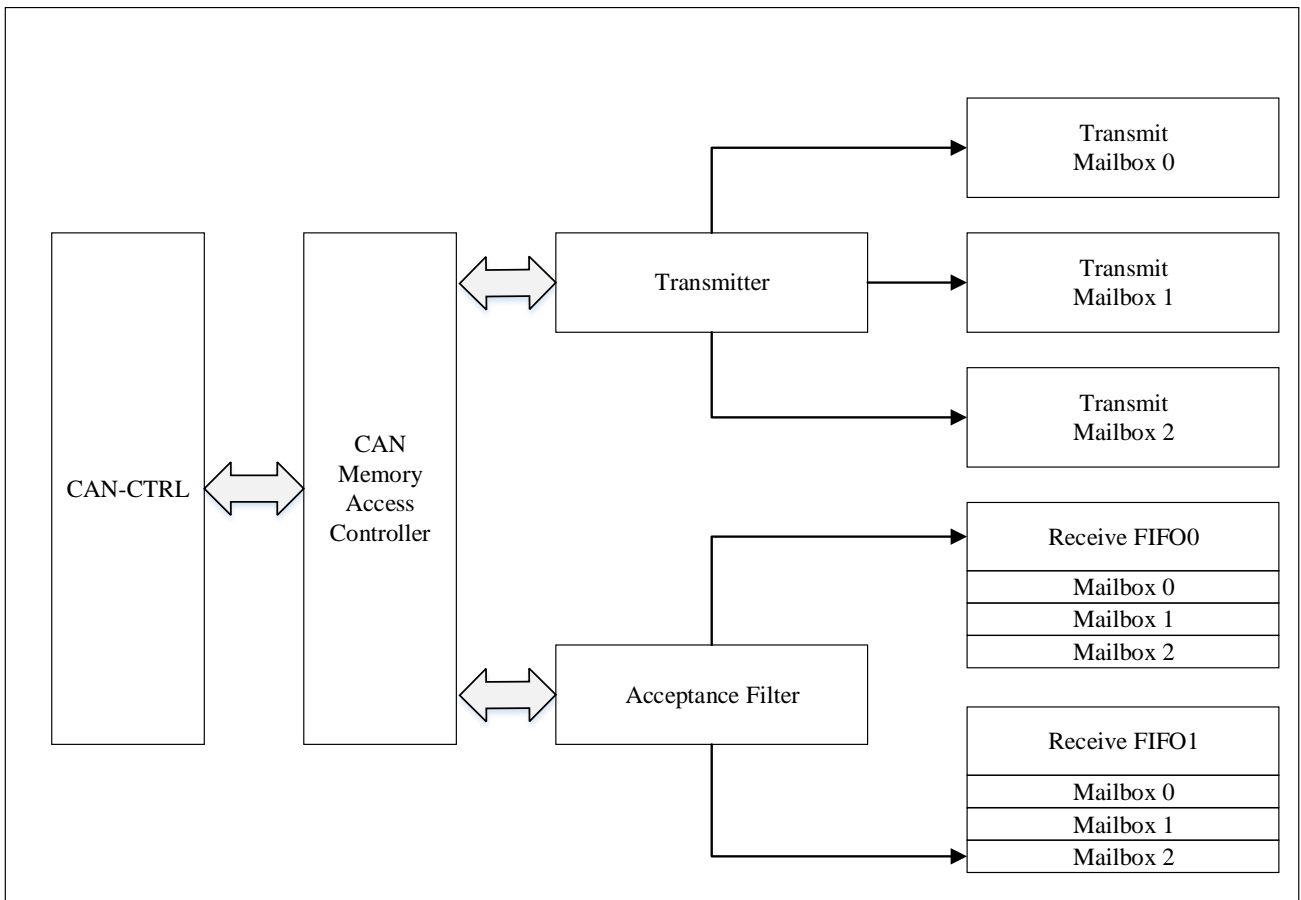 CAN-CTRL
CAN
Memory
Access
Controller
Transmitter
Acceptance Filter
Transmit
Mailbox 0
Transmit
Mailbox 1
Transmit
Mailbox 2
Receive FIFO0
Mailbox 0
Mailbox 1
Mailbox 2
Receive FIFO1
Mailbox 0
Mailbox 1
Mailbox 2